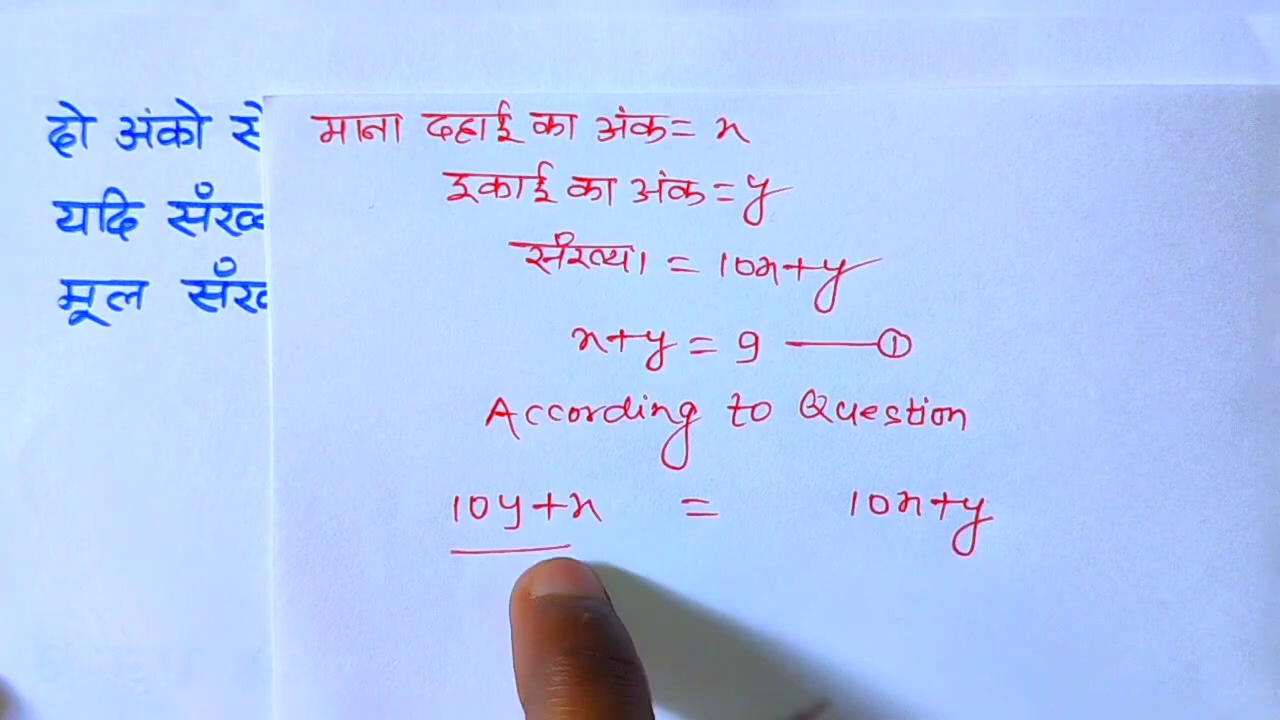 दो अंको से
यदि संख्
मूल संख
माना दहाई का अंक = x
इकाई का अंक = y
संख्या = 10x+y
x+y = 9 —— ①
According to Question
10y+x = 10x+y